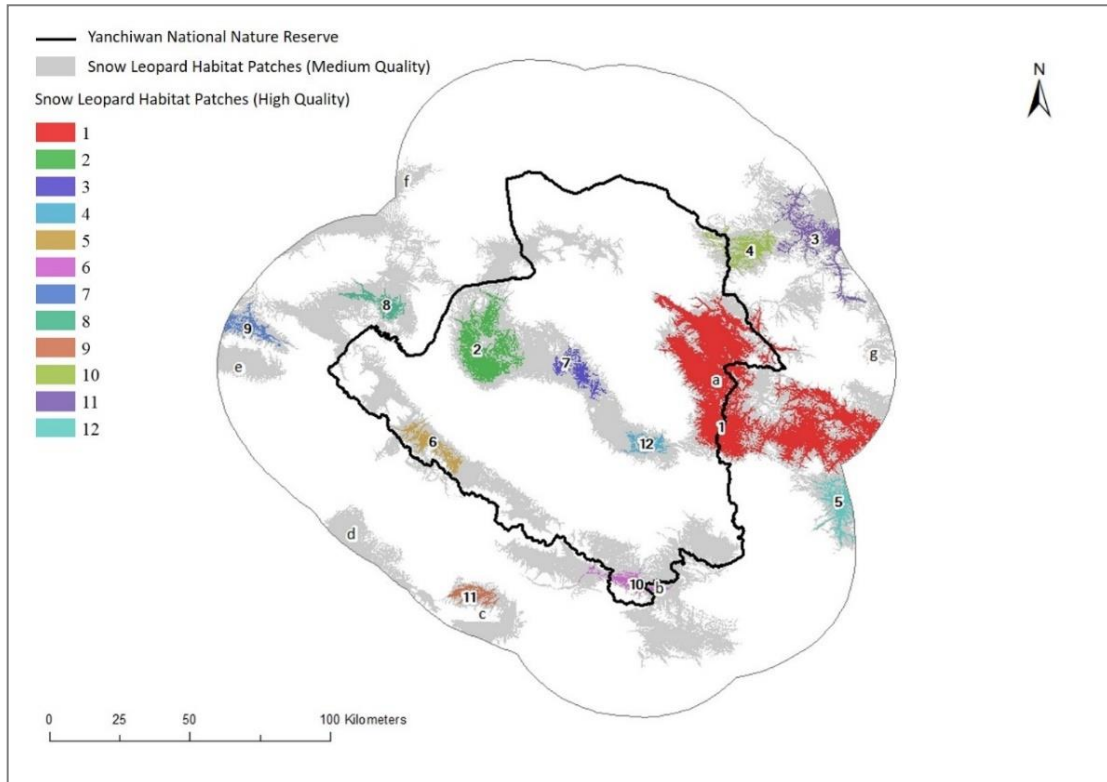 Yanchiwan National Nature Reserve
Snow Leopard Habitat Patches (Medium Quality)
Snow Leopard Habitat Patches (High Quality)
1
2
3
4
5
6
7
8
9
10
11
12
N
f
3
4
8
9
e
2
7
g
a
1
6
12
5
d
10
b
11
c
0 25 50 100 Kilometers